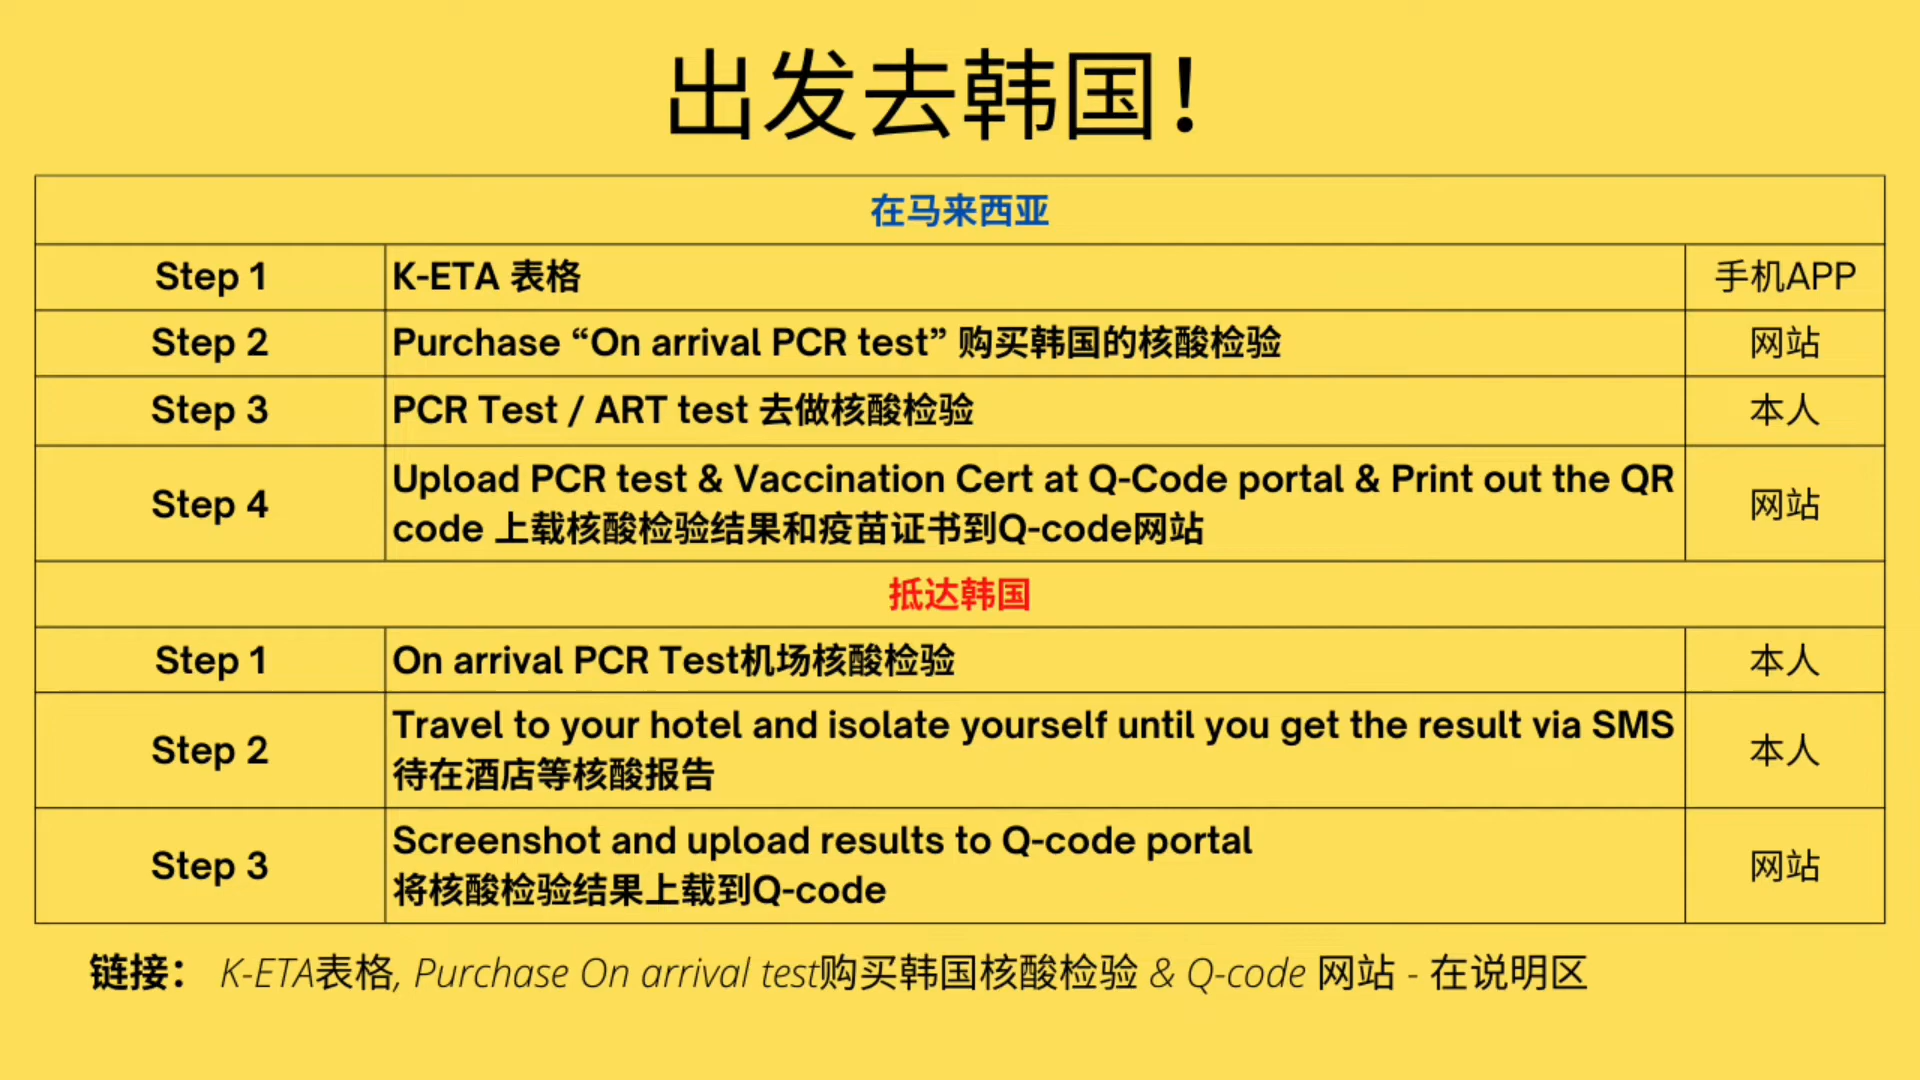 出发去韩国!
在马来西亚
Step 1
K-ETA 表格
手机APP
Step 2
Purchase “On arrival PCR test” 购买韩国的核酸检验
网站
Step 3
PCR Test / ART test 去做核酸检验
本人
Step 4
Upload PCR test & Vaccination Cert at Q-Code portal & Print out the QR
code 上载核酸检验结果和疫苗证书到Q-code网站
网站
抵达韩国
Step 1
On arrival PCR Test机场核酸检验
本人
Step 2
Travel to your hotel and isolate yourself until you get the result via SMS
待在酒店等核酸报告
本人
Step 3
Screenshot and upload results to Q-code portal
将核酸检验结果上载到Q-code
网站
链接： K-ETA表格, Purchase On arrival test购买韩国核酸检验 & Q-code 网站 - 在说明区